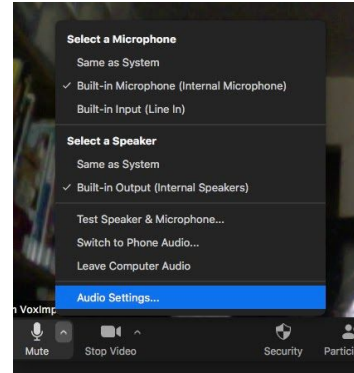 Select a Microphone
Same as System
✓ Built-in Microphone (Internal Microphone)
Built-in Input (Line In)
Select a Speaker
Same as System
✓ Built-in Output (Internal Speakers)
Test Speaker & Microphone...
Switch to Phone Audio...
Leave Computer Audio
Audio Settings...
n VoxImp
Mute
Stop Video
Security
Partici